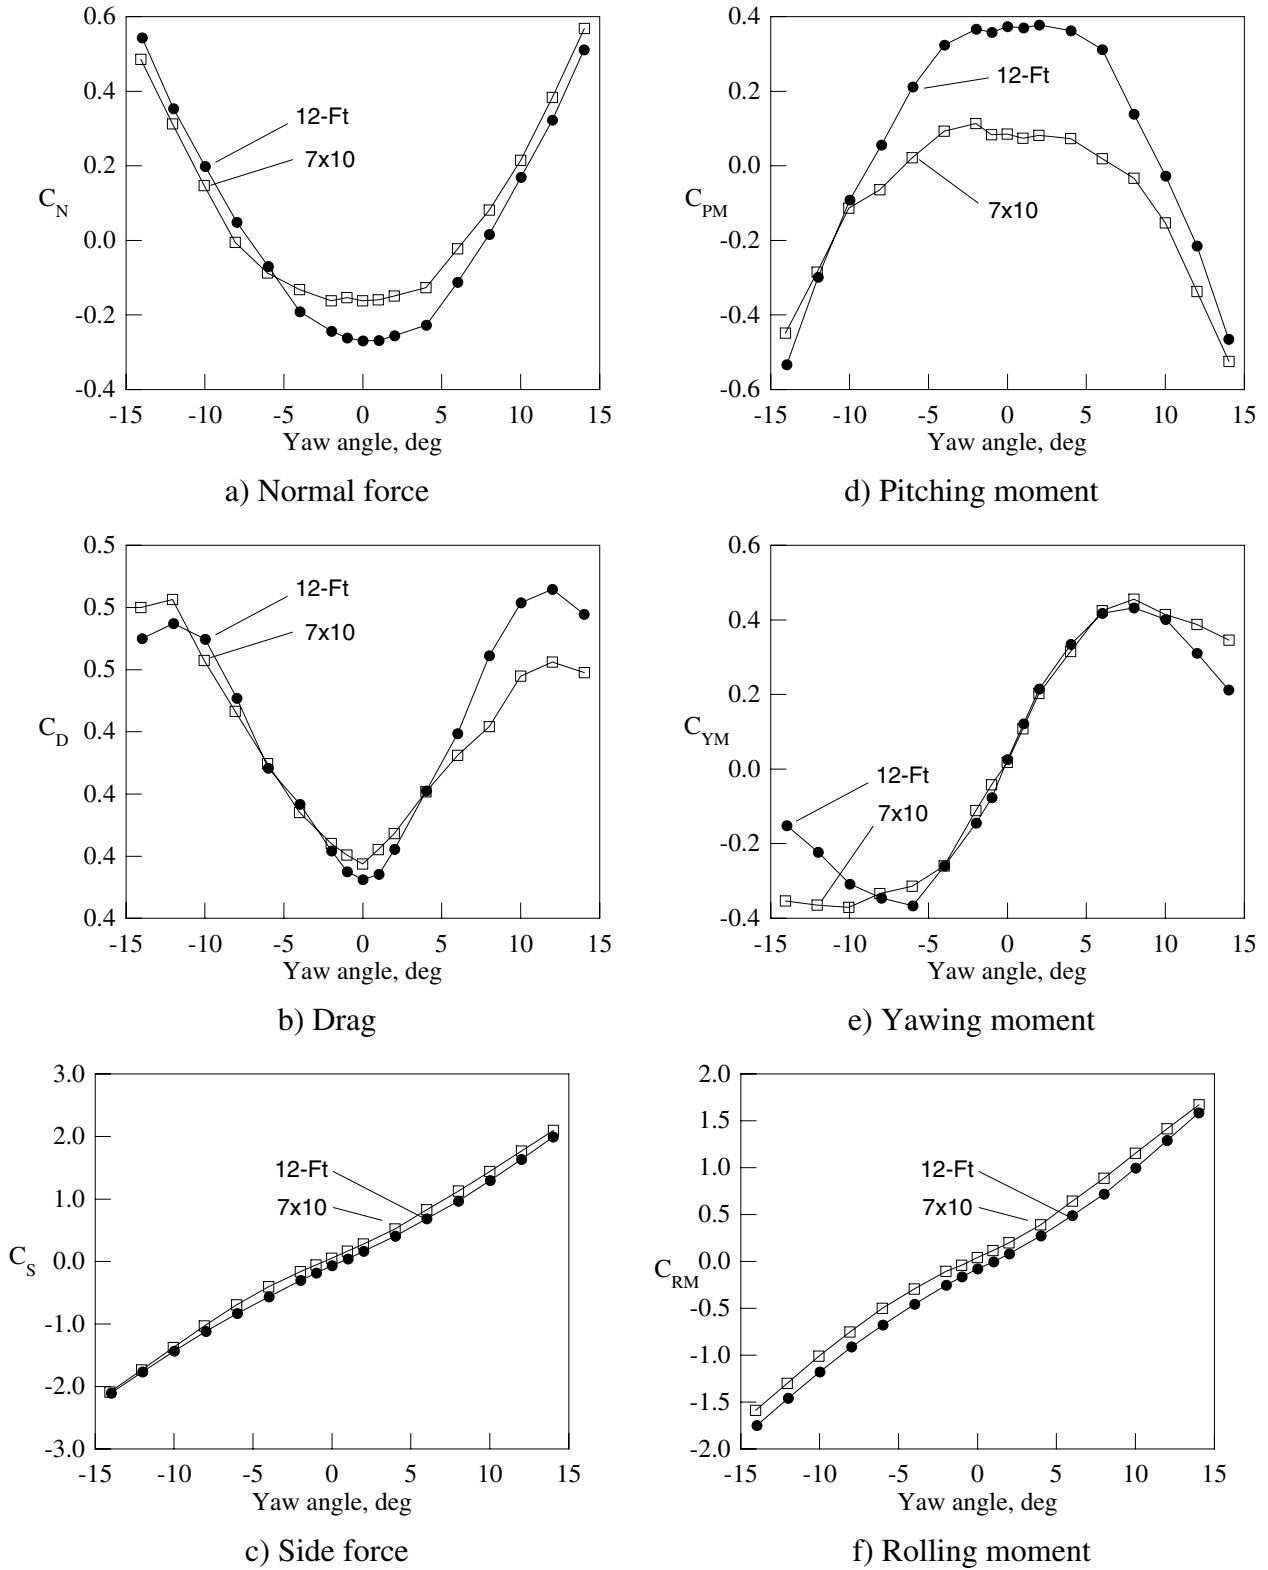 0.6
0.4
0.2
0.0
-0.2
-0.4
C_N
12-Ft
7x10
-15 -10 -5 0 5 10 15
Yaw angle, deg
a) Normal force
0.4
0.2
0.0
-0.2
-0.4
-0.6
C_PM
12-Ft
7x10
-15 -10 -5 0 5 10 15
Yaw angle, deg
d) Pitching moment
0.5
0.5
0.5
0.4
0.4
0.4
0.4
C_D
12-Ft
7x10
-15 -10 -5 0 5 10 15
Yaw angle, deg
b) Drag
0.6
0.4
0.2
0.0
-0.2
-0.4
C_YM
12-Ft
7x10
-15 -10 -5 0 5 10 15
Yaw angle, deg
e) Yawing moment
3.0
2.0
1.0
0.0
-1.0
-2.0
-3.0
C_S
12-Ft
7x10
-15 -10 -5 0 5 10 15
Yaw angle, deg
c) Side force
2.0
1.5
1.0
0.5
0.0
-0.5
-1.0
-1.5
-2.0
C_RM
12-Ft
7x10
-15 -10 -5 0 5 10 15
Yaw angle, deg
f) Rolling moment